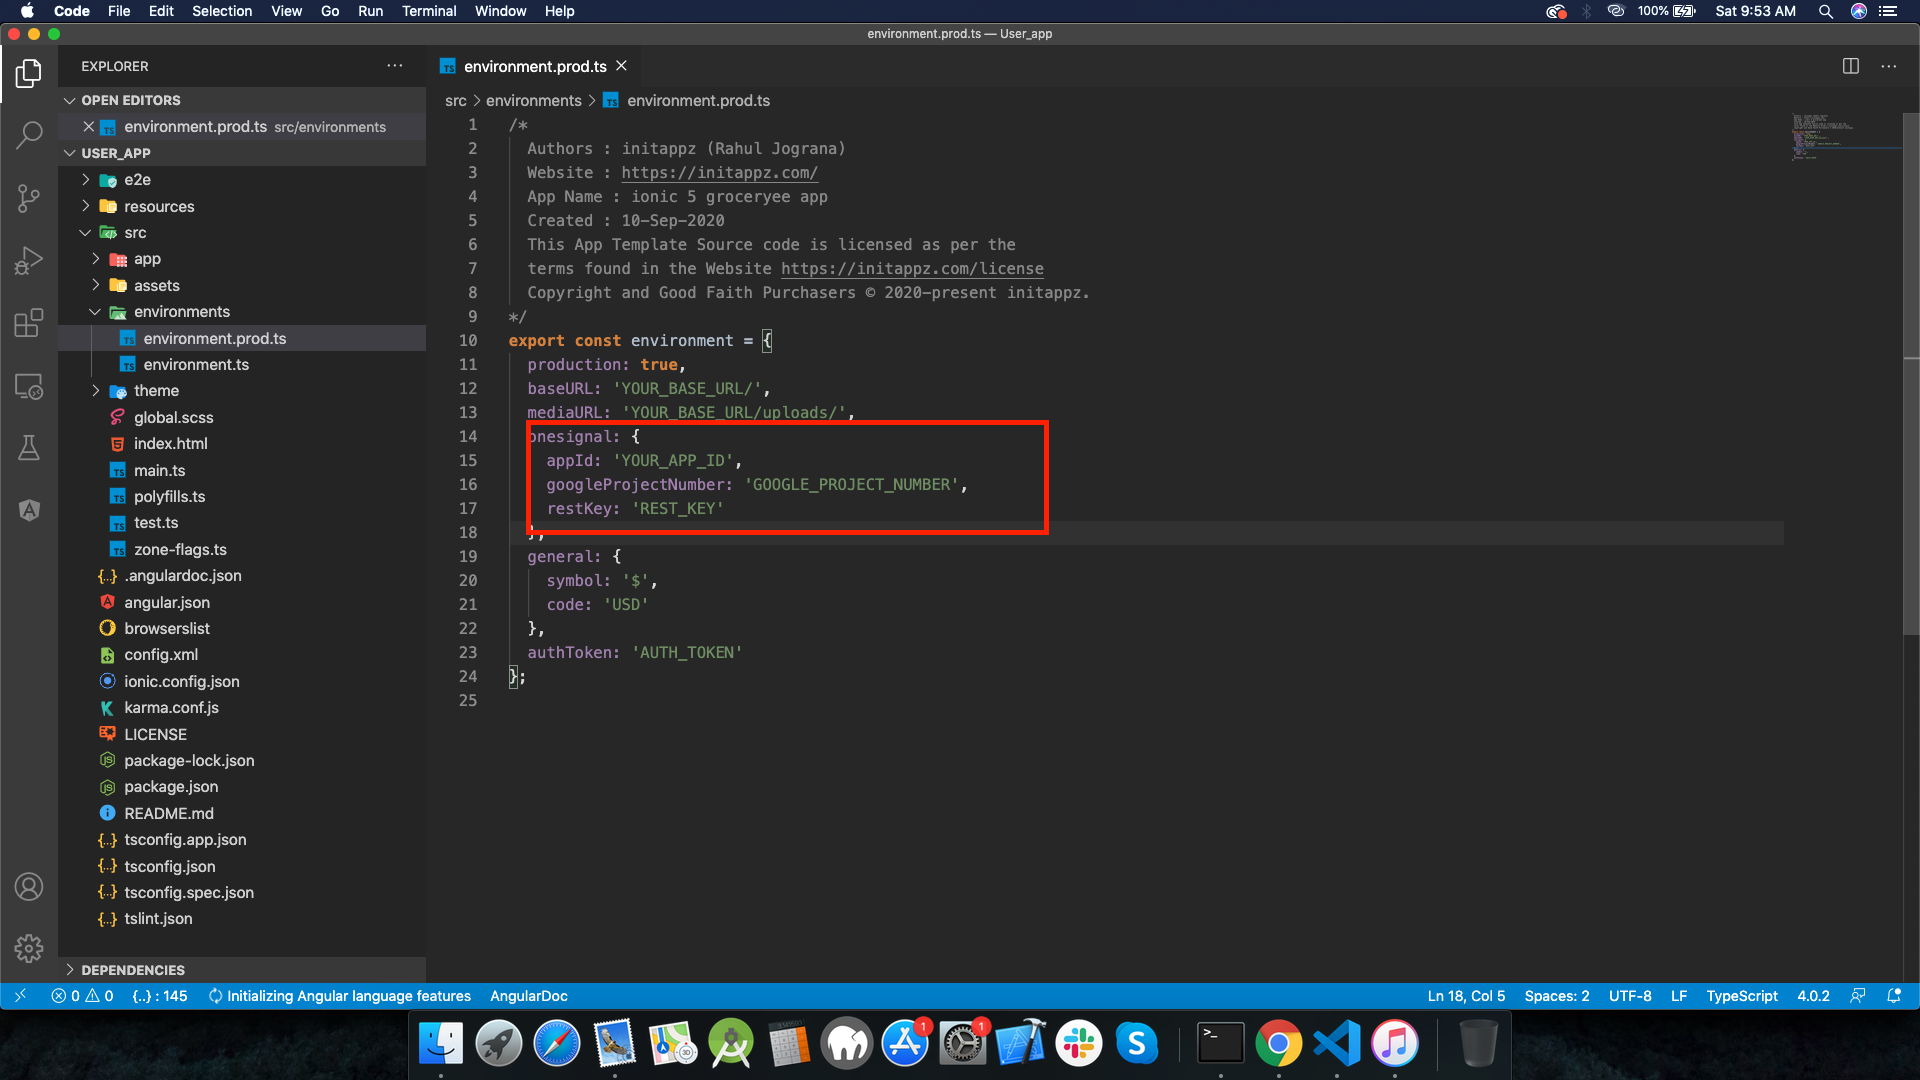 Code File Edit Selection View Go Run Terminal Window Help 100% Sat 9:53 AM
environment.prod.ts — User_app
EXPLORER
OPEN EDITORS
environment.prod.ts src/environments
USER_APP
e2e
resources
src
app
assets
environments
environment.prod.ts
environment.ts
theme
global.scss
index.html
main.ts
polyfills.ts
test.ts
zone-flags.ts
.angulardoc.json
angular.json
browserslist
config.xml
ionic.config.json
karma.conf.js
LICENSE
package-lock.json
package.json
README.md
tsconfig.app.json
tsconfig.json
tsconfig.spec.json
tslint.json
DEPENDENCIES
environment.prod.ts
src > environments > environment.prod.ts
1 /*
2 Authors : initappz (Rahul Jograna)
3 Website : https://initappz.com/
4 App Name : ionic 5 groceryee app
5 Created : 10-Sep-2020
6 This App Template Source code is licensed as per the
7 terms found in the Website https://initappz.com/license
8 Copyright and Good Faith Purchasers © 2020-present initappz.
9 */
10 export const environment = {
11 production: true,
12 baseURL: 'YOUR_BASE_URL/',
13 mediaURL: 'YOUR_BASE_URL/uploads/',
14 onesignal: {
15 appId: 'YOUR_APP_ID',
16 googleProjectNumber: 'GOOGLE_PROJECT_NUMBER',
17 restKey: 'REST_KEY'
18 },
19 general: {
20 symbol: '$',
21 code: 'USD'
22 },
23 authToken: 'AUTH_TOKEN'
24 };
25
0 0 {..} : 145 Initializing Angular language features AngularDoc Ln 18, Col 5 Spaces: 2 UTF-8 LF TypeScript 4.0.2